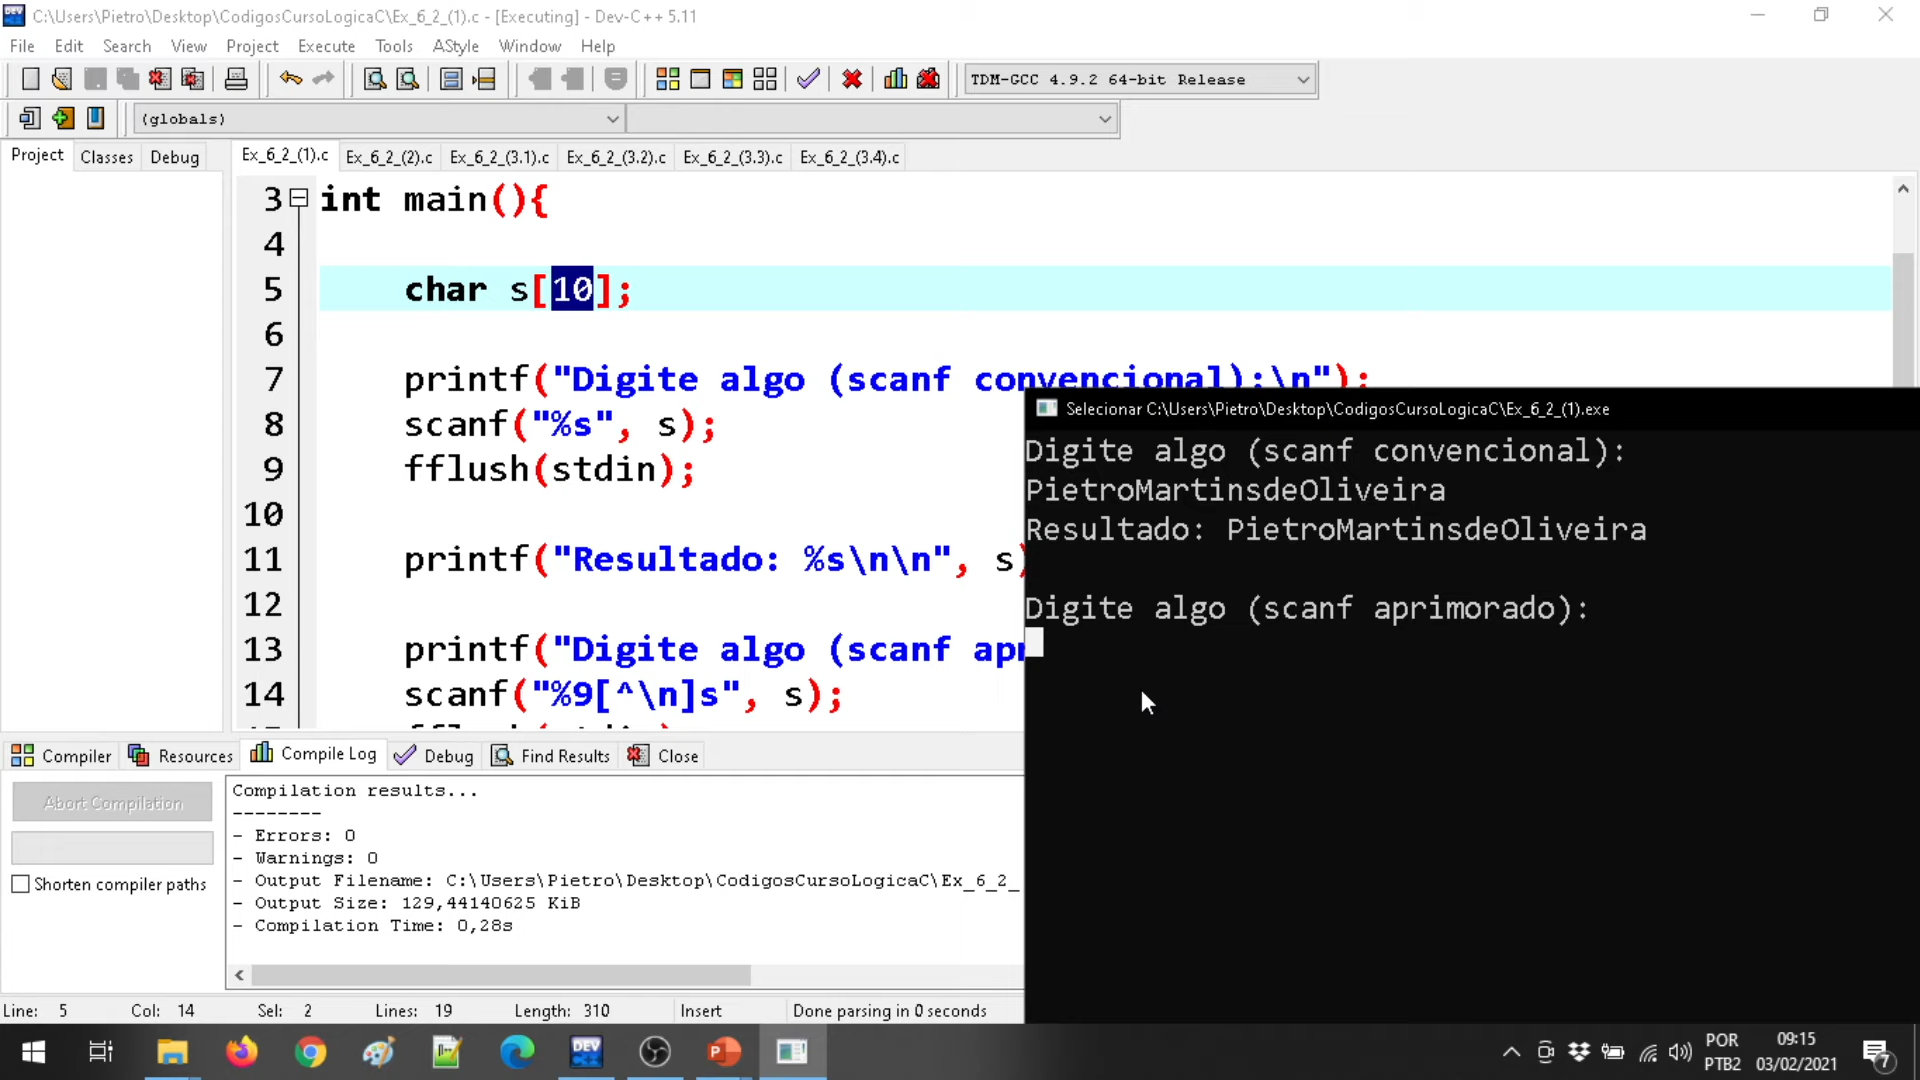 C:\Users\Pietro\Desktop\CodigosCursoLogicaC\Ex_6_2_(1).c - [Executing] - Dev-C++ 5.11
File Edit Search View Project Execute Tools AStyle Window Help
TDM-GCC 4.9.2 64-bit Release
(globals)
Project Classes Debug
Ex_6_2_(1).c Ex_6_2_(2).c Ex_6_2_(3.1).c Ex_6_2_(3.2).c Ex_6_2_(3.3).c Ex_6_2_(3.4).c
3 int main(){
4
5 char s[10];
6
7 printf("Digite algo (scanf convencional):\n");
8 scanf("%s", s);
9 fflush(stdin);
10
11 printf("Resultado: %s\n\n", s)
12
13 printf("Digite algo (scanf apr
14 scanf("%9[^\n]s", s);
Selecionar C:\Users\Pietro\Desktop\CodigosCursoLogicaC\Ex_6_2_(1).exe
Digite algo (scanf convencional):
PietroMartinsdeOliveira
Resultado: PietroMartinsdeOliveira
Digite algo (scanf aprimorado):
Compiler Resources Compile Log Debug Find Results Close
Abort Compilation
Shorten compiler paths
Compilation results...
--------
- Errors: 0
- Warnings: 0
- Output Filename: C:\Users\Pietro\Desktop\CodigosCursoLogicaC\Ex_6_2_
- Output Size: 129,44140625 KiB
- Compilation Time: 0,28s
Line: 5 Col: 14 Sel: 2 Lines: 19 Length: 310 Insert Done parsing in 0 seconds
DEV
C++
P
POR
PTB2
09:15
03/02/2021
7